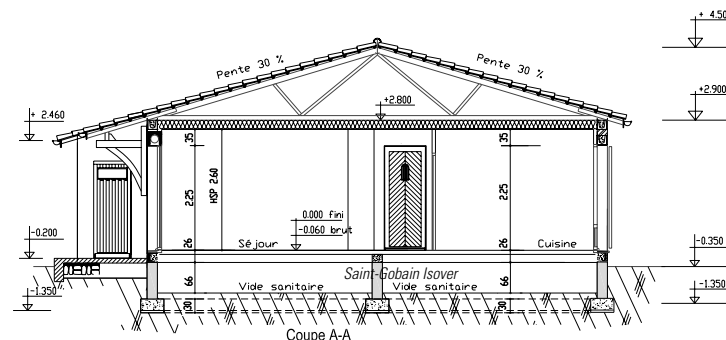 + 4.50
Pente 30 %
Pente 30 %
+2.900
+2.800
+ 2.460
35
35
HSP 2.60
2.25
2.25
0.000 fini
-0.060 brut
-0.200
26
26
Séjour
Cuisine
-0.350
Saint-Gobain Isover
66
66
Vide sanitaire
Vide sanitaire
-1.350
-1.350
30
30
Coupe A-A